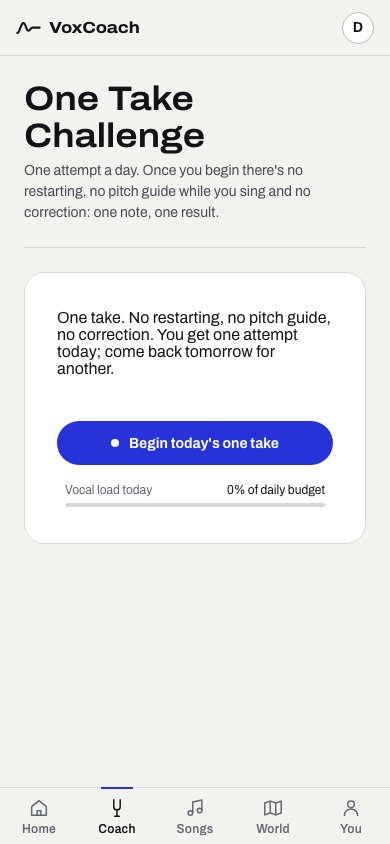 VoxCoach
D
One Take
Challenge
One attempt a day. Once you begin there's no
restarting, no pitch guide while you sing and no
correction: one note, one result.
One take. No restarting, no pitch guide,
no correction. You get one attempt
today; come back tomorrow for
another.
Begin today's one take
Vocal load today 0% of daily budget
Home Coach Songs World You